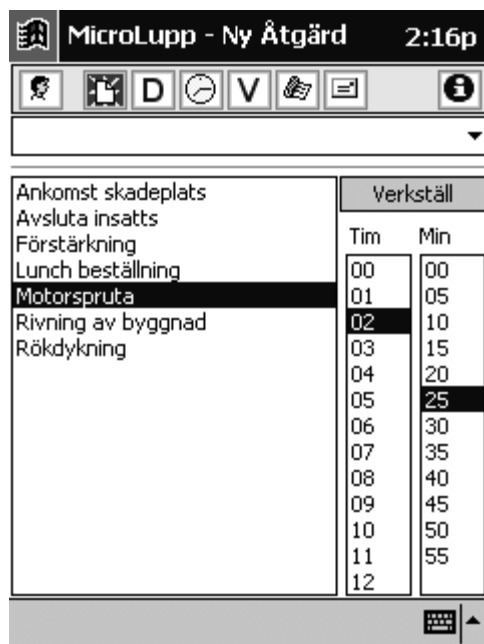 MicroLupp - Ny Åtgärd 2:16p
D V
Ankomst skadeplats
Avsluta insatts
Förstärkning
Lunch beställning
Motorspruta
Rivning av byggnad
Rökdykning
Verkställ
Tim Min
00 00
01 05
02 10
03 15
04 20
05 25
06 30
07 35
08 40
09 45
10 50
11 55
12